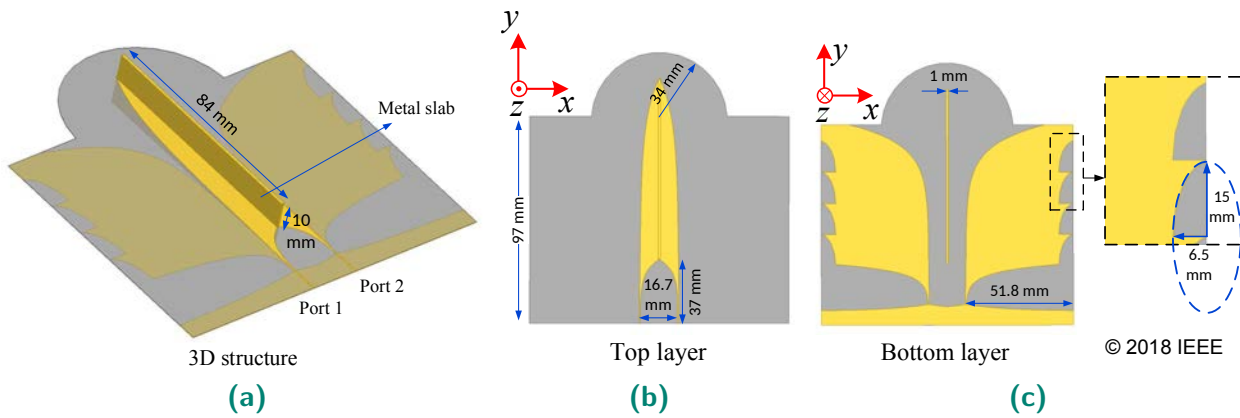 84 mm
Metal slab
10
mm
Port 2
Port 1
3D structure
(a)
y
z
x
34 mm
97 mm
16.7
mm
37 mm
Top layer
(b)
y
z
x
1 mm
51.8 mm
15
mm
6.5
mm
Bottom layer
© 2018 IEEE
(c)